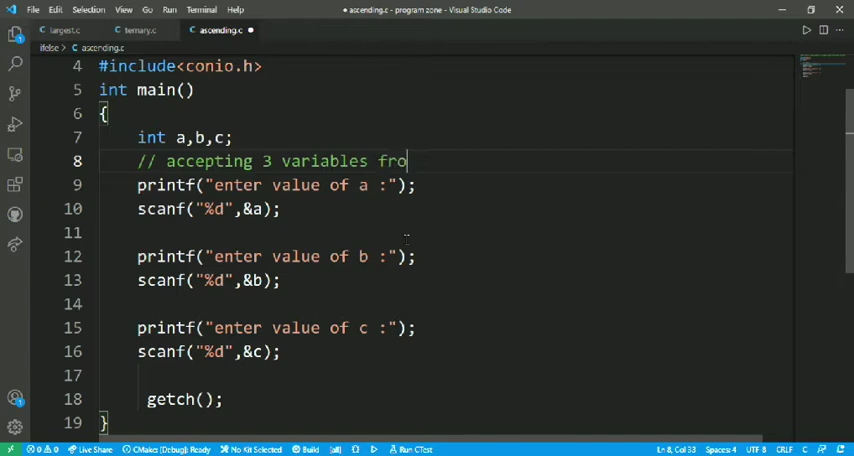 File Edit Selection View Go Run Terminal Help
● ascending.c - program zone - Visual Studio Code
C largest.c C ternary.c C ascending.c ●
ifelse > C ascending.c
4 #include<conio.h>
5 int main()
6 {
7 int a,b,c;
8 // accepting 3 variables fro
9 printf("enter value of a :");
10 scanf("%d",&a);
11
12 printf("enter value of b :");
13 scanf("%d",&b);
14
15 printf("enter value of c :");
16 scanf("%d",&c);
17
18 getch();
19 }
0 0 Live Share CMake: [Debug]: Ready No Kit Selected Build [all] Run CTest Ln 8, Col 33 Spaces: 4 UTF 8 CRLF C